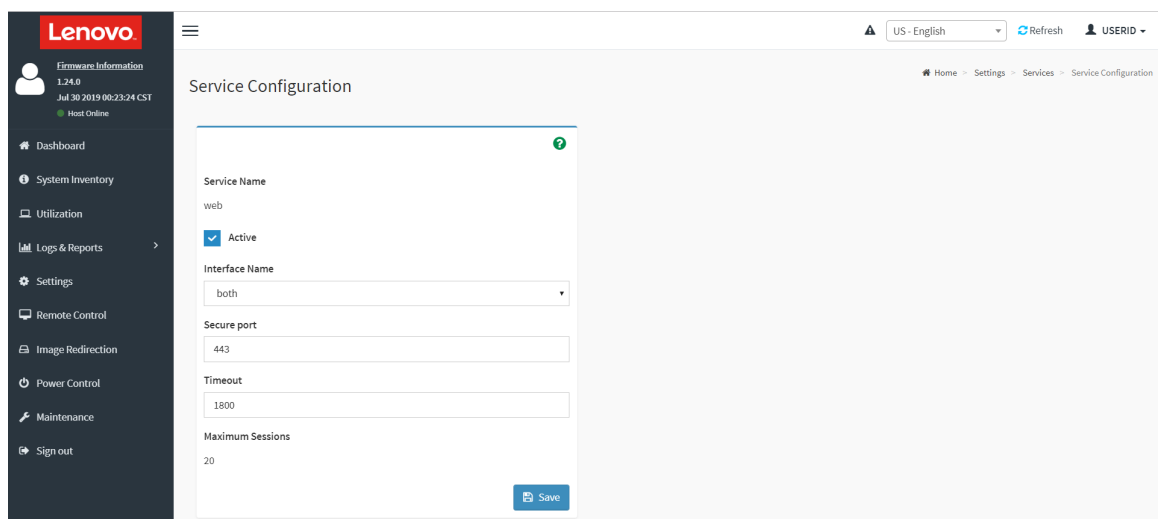 Lenovo
US - English
Refresh
USERID
Firmware Information
1.24.0
Jul 30 2019 00:23:24 CST
Host Online
Home > Settings > Services > Service Configuration
Service Configuration
Dashboard
System Inventory
Utilization
Logs & Reports
Settings
Remote Control
Image Redirection
Power Control
Maintenance
Sign out
Service Name
web
Active
Interface Name
both
Secure port
443
Timeout
1800
Maximum Sessions
20
Save